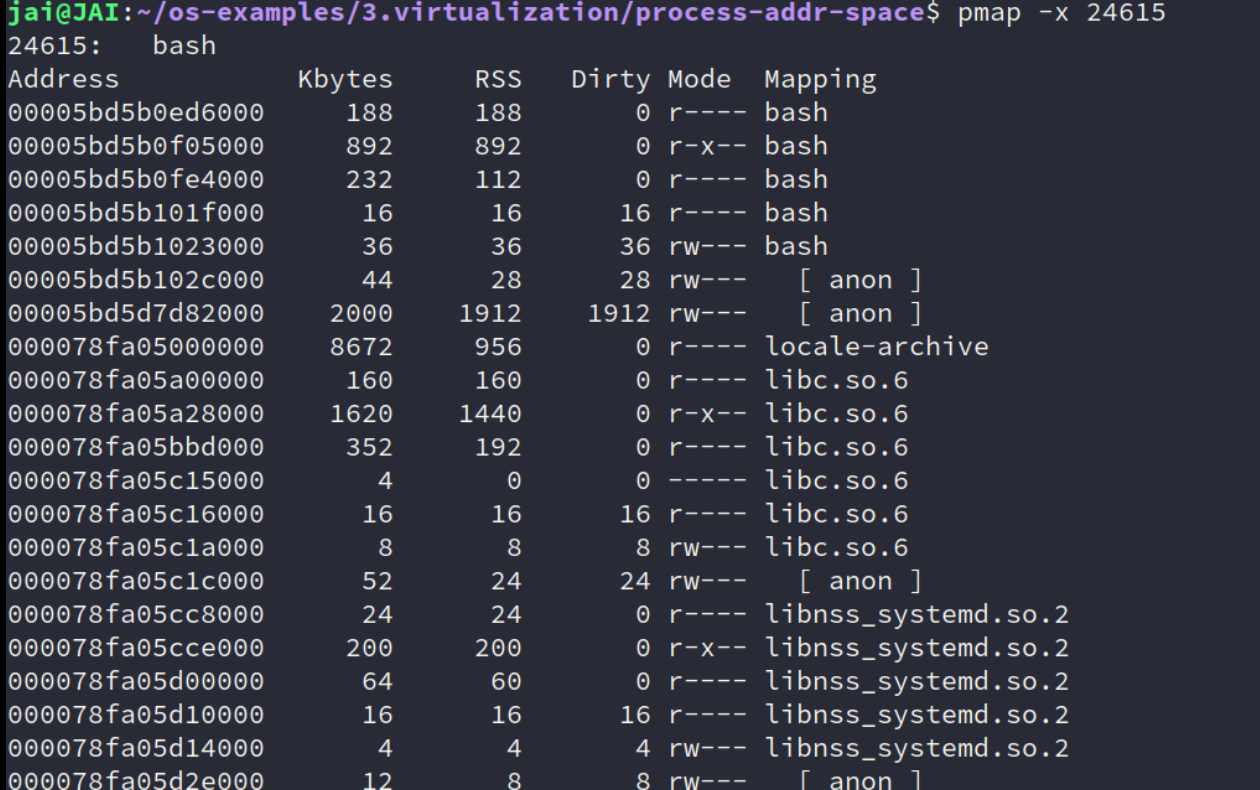 jai@JAI:~/os-examples/3.virtualization/process-addr-space$ pmap -x 24615
24615:   bash
Address           Kbytes     RSS   Dirty Mode  Mapping
00005bd5b0ed6000     188     188       0 r---- bash
00005bd5b0f05000     892     892       0 r-x-- bash
00005bd5b0fe4000     232     112       0 r---- bash
00005bd5b101f000      16      16      16 r---- bash
00005bd5b1023000      36      36      36 rw--- bash
00005bd5b102c000      44      28      28 rw---   [ anon ]
00005bd5d7d82000    2000    1912    1912 rw---   [ anon ]
000078fa05000000    8672     956       0 r---- locale-archive
000078fa05a00000     160     160       0 r---- libc.so.6
000078fa05a28000    1620    1440       0 r-x-- libc.so.6
000078fa05bbd000     352     192       0 r---- libc.so.6
000078fa05c15000       4       0       0 ----- libc.so.6
000078fa05c16000      16      16      16 r---- libc.so.6
000078fa05c1a000       8       8       8 rw--- libc.so.6
000078fa05c1c000      52      24      24 rw---   [ anon ]
000078fa05cc8000      24      24       0 r---- libnss_systemd.so.2
000078fa05cce000     200     200       0 r-x-- libnss_systemd.so.2
000078fa05d00000      64      60       0 r---- libnss_systemd.so.2
000078fa05d10000      16      16      16 r---- libnss_systemd.so.2
000078fa05d14000       4       4       4 rw--- libnss_systemd.so.2
000078fa05d2e000      12       8       8 rw---   [ anon ]